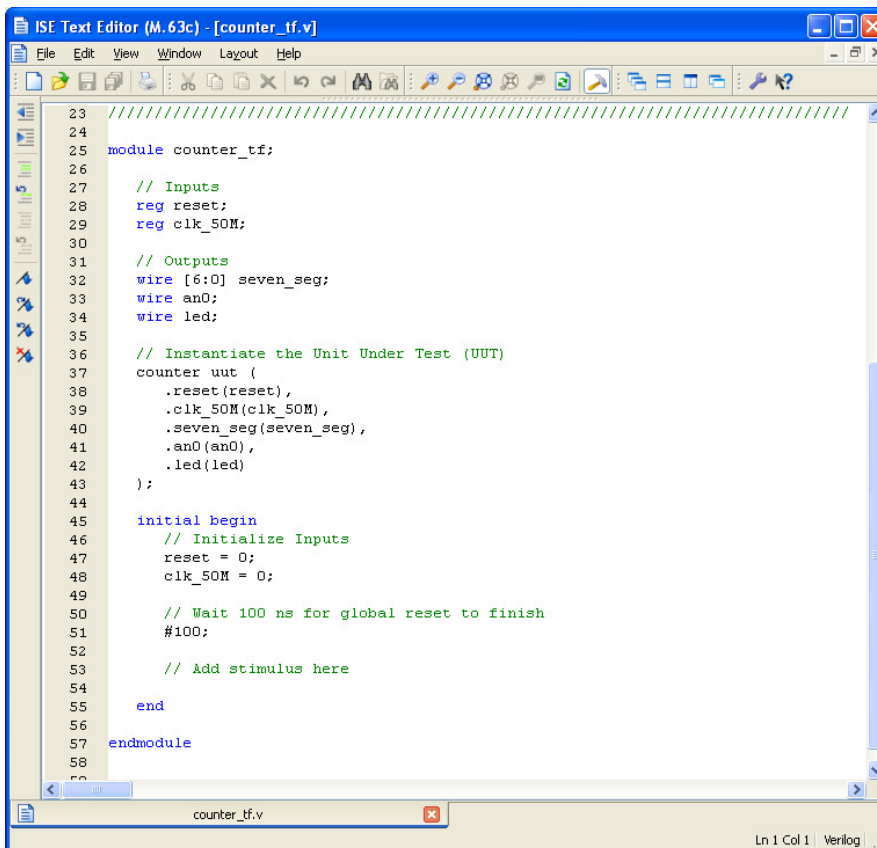 ISE Text Editor (M.63c) - [counter_tf.v]
File Edit View Window Layout Help
23 ////////////////////////////////////////////////////////////////////////////////
24
25 module counter_tf;
26
27 // Inputs
28 reg reset;
29 reg clk_50M;
30
31 // Outputs
32 wire [6:0] seven_seg;
33 wire an0;
34 wire led;
35
36 // Instantiate the Unit Under Test (UUT)
37 counter uut (
38 .reset(reset),
39 .clk_50M(clk_50M),
40 .seven_seg(seven_seg),
41 .an0(an0),
42 .led(led)
43 );
44
45 initial begin
46 // Initialize Inputs
47 reset = 0;
48 clk_50M = 0;
49
50 // Wait 100 ns for global reset to finish
51 #100;
52
53 // Add stimulus here
54
55 end
56
57 endmodule
58
counter_tf.v
Ln 1 Col 1 Verilog